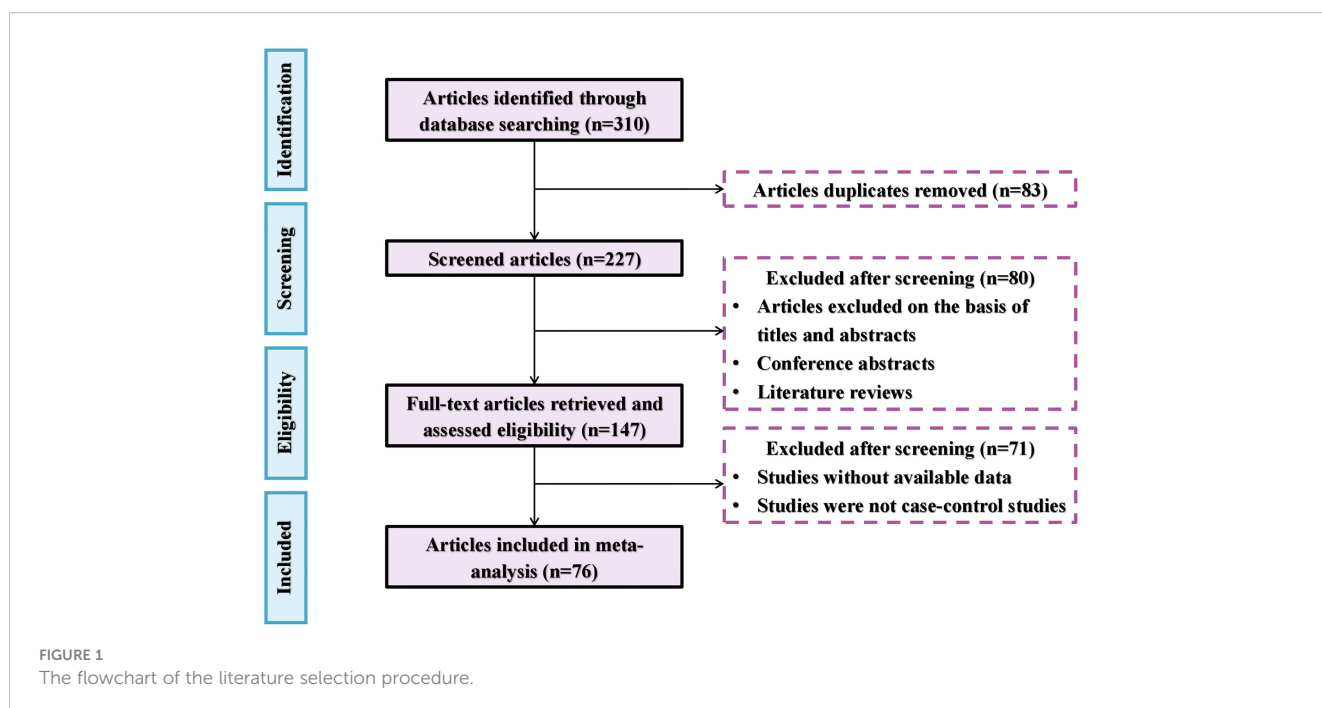 Identification
Articles identified through
database searching (n=310)
Articles duplicates removed (n=83)
Screening
Screened articles (n=227)
Excluded after screening (n=80)
• Articles excluded on the basis of
titles and abstracts
• Conference abstracts
• Literature reviews
Eligibility
Full-text articles retrieved and
assessed eligibility (n=147)
Excluded after screening (n=71)
• Studies without available data
• Studies were not case-control studies
Included
Articles included in meta-
analysis (n=76)
FIGURE 1
The flowchart of the literature selection procedure.